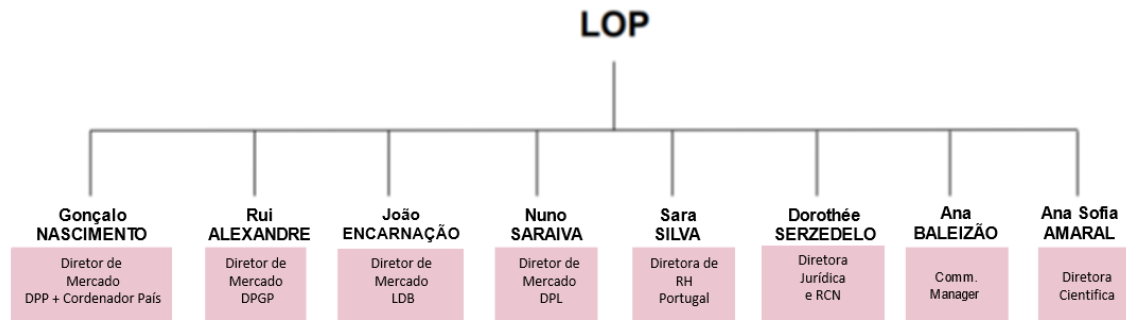 LOP
Gonçalo
NASCIMENTO
Diretor de
Mercado
DPP + Cordenador País
Rui
ALEXANDRE
Diretor de
Mercado
DPGP
João
ENCARNAÇÃO
Diretor de
Mercado
LDB
Nuno
SARAIVA
Diretor de
Mercado
DPL
Sara
SILVA
Diretora de
RH
Portugal
Dorothée
SERZEDELO
Diretora
Jurídica
e RCN
Ana
BALEIZÃO
Comm.
Manager
Ana Sofia
AMARAL
Diretora
Cientifica